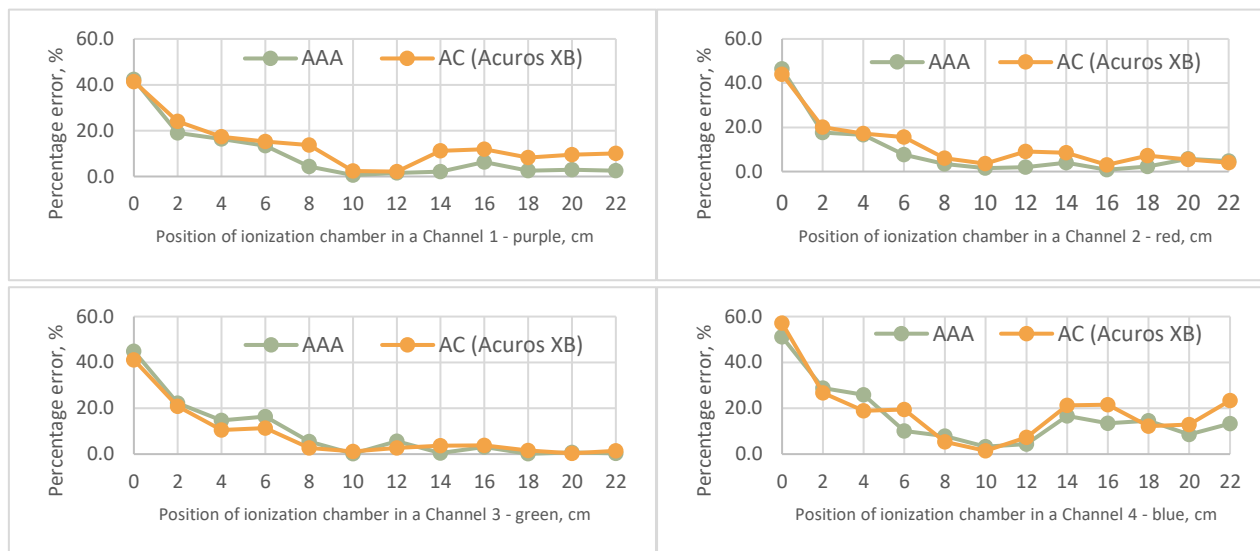 60.0
40.0
20.0
0.0
Percentage error, %
AAA
AC (Acuros XB)
0 2 4 6 8 10 12 14 16 18 20 22
Position of ionization chamber in a Channel 1 - purple, cm
60.0
40.0
20.0
0.0
Percentage error, %
AAA
AC (Acuros XB)
0 2 4 6 8 10 12 14 16 18 20 22
Position of ionization chamber in a Channel 2 - red, cm
60.0
40.0
20.0
0.0
Percentage error, %
AAA
AC (Acuros XB)
0 2 4 6 8 10 12 14 16 18 20 22
Position of ionization chamber in a Channel 3 - green, cm
60.0
40.0
20.0
0.0
Percentage error, %
AAA
AC (Acuros XB)
0 2 4 6 8 10 12 14 16 18 20 22
Position of ionization chamber in a Channel 4 - blue, cm